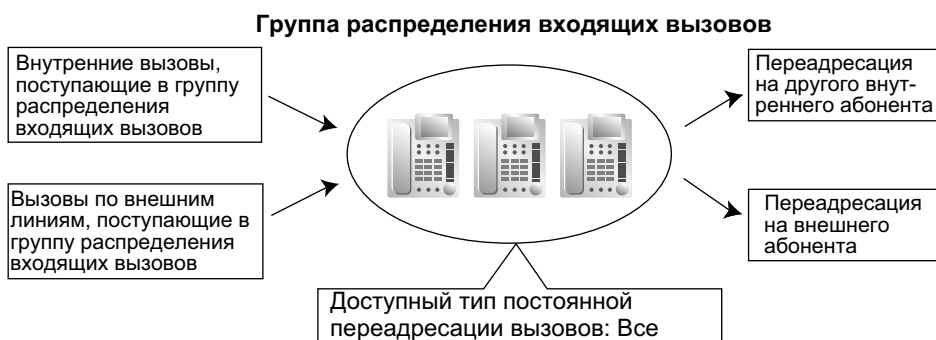 Группа распределения входящих вызовов
Внутренние вызовы,
поступающие в группу
распределения
входящих вызовов
Вызовы по внешним
линиям, поступающие в
группу распределения
входящих вызовов
Переадресация
на другого внут-
реннего абонента
Переадресация
на внешнего
абонента
Доступный тип постоянной
переадресации вызовов: Все